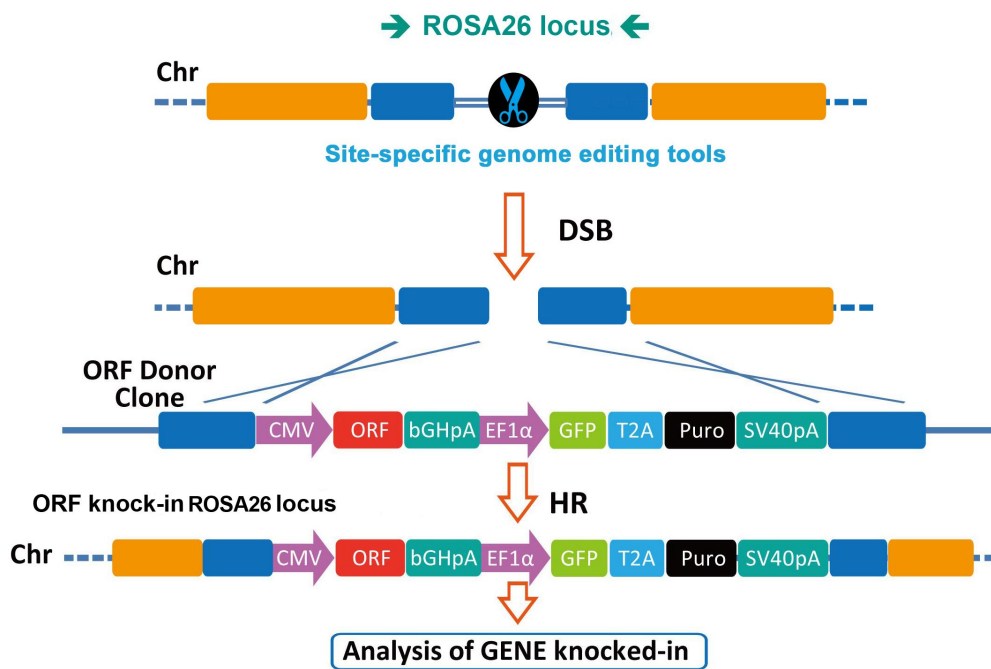 ROSA26 locus
Chr
Site-specific genome editing tools
DSB
Chr
ORF Donor
Clone
CMV ORF bGHpA EF1α GFP T2A Puro SV40pA
HR
ORF knock-in ROSA26 locus
Chr CMV ORF bGHpA EF1α GFP T2A Puro SV40pA
Analysis of GENE knocked-in